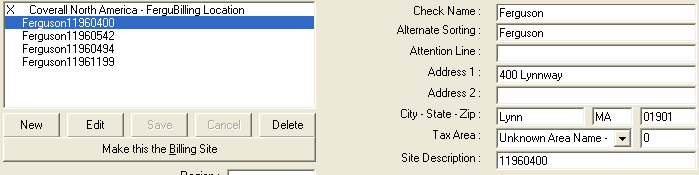 X Coverall North America - FerguBilling Location
Ferguson11960400
Ferguson11960542
Ferguson11960494
Ferguson11961199
New Edit Save Cancel Delete
Make this the Billing Site
Check Name : Ferguson
Alternate Sorting : Ferguson
Attention Line :
Address 1 : 400 Lynnway
Address 2 :
City - State - Zip : Lynn MA 01901
Tax Area : Unknown Area Name - 0
Site Description : 11960400